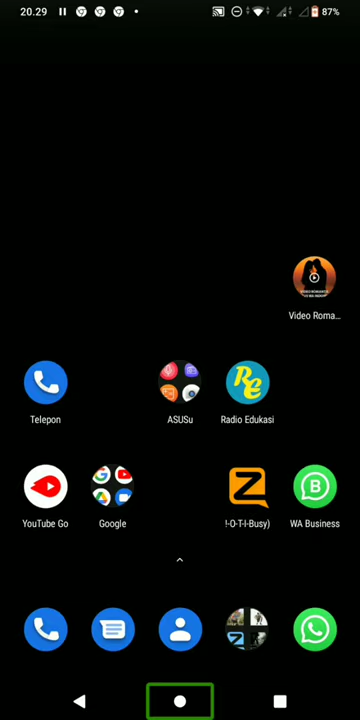 20.29
87%
Video Roma...
Telepon
ASUSu
Radio Edukasi
YouTube Go
Google
!-O-T-I-Busy)
WA Business